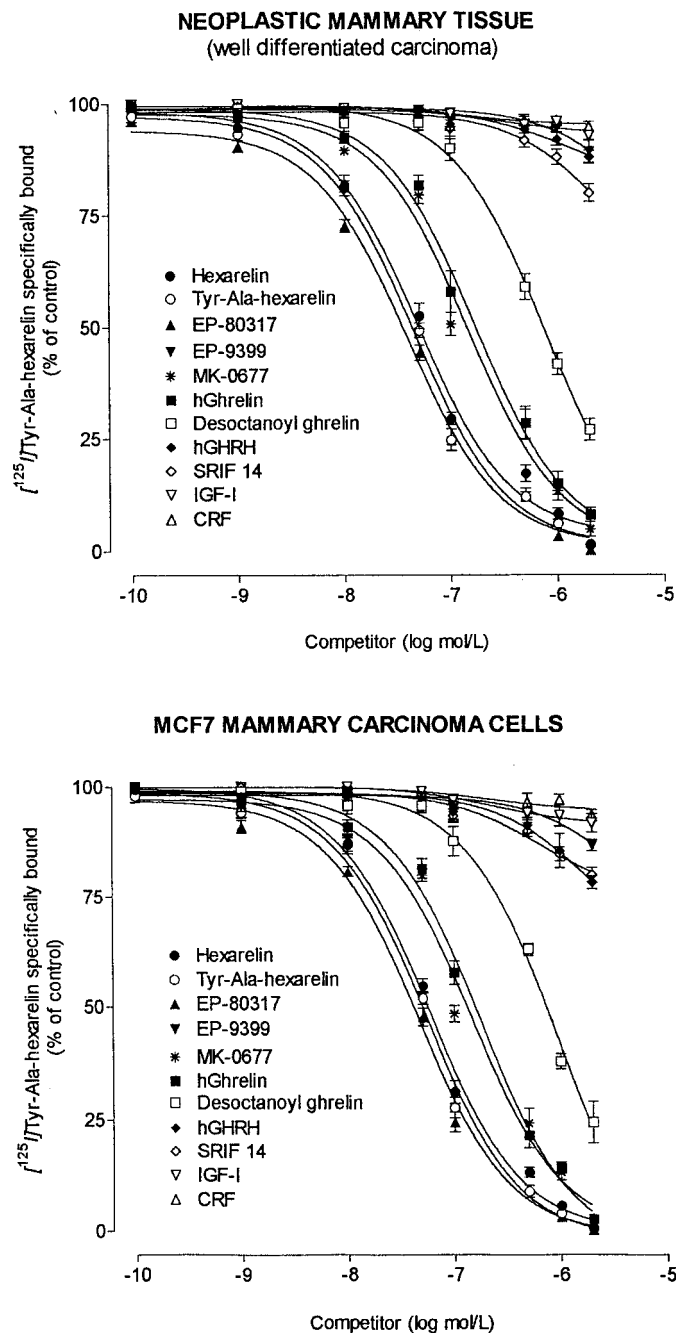 NEOPLASTIC MAMMARY TISSUE
(well differentiated carcinoma)
[¹²⁵I]Tyr-Ala-hexarelin specifically bound
(% of control)
100
75
50
25
0
Hexarelin
Tyr-Ala-hexarelin
EP-80317
EP-9399
MK-0677
hGhrelin
Desoctanoyl ghrelin
hGHRH
SRIF 14
IGF-I
CRF
-10 -9 -8 -7 -6 -5
Competitor (log mol/L)
MCF7 MAMMARY CARCINOMA CELLS
[¹²⁵I]Tyr-Ala-hexarelin specifically bound
(% of control)
100
75
50
25
0
Hexarelin
Tyr-Ala-hexarelin
EP-80317
EP-9399
MK-0677
hGhrelin
Desoctanoyl ghrelin
hGHRH
SRIF 14
IGF-I
CRF
-10 -9 -8 -7 -6 -5
Competitor (log mol/L)